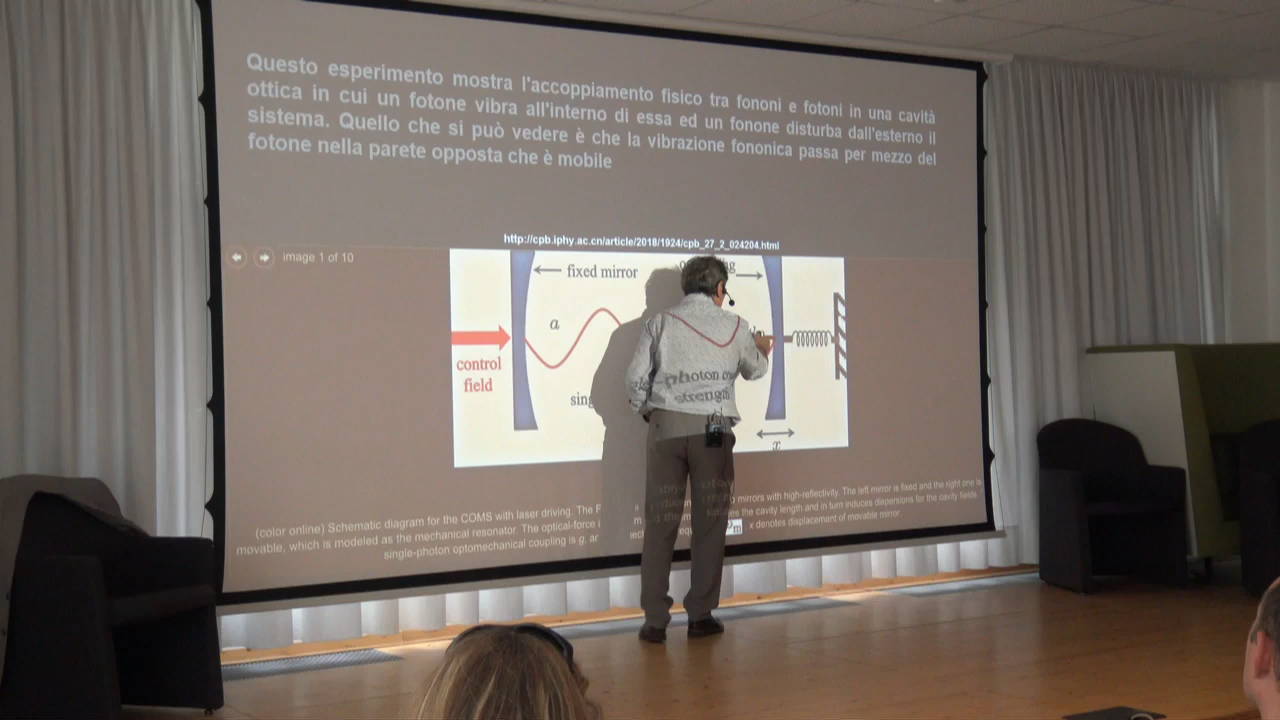 Questo esperimento mostra l'accoppiamento fisico tra fononi e fotoni in una cavità
ottica in cui un fotone vibra all'interno di essa ed un fonone disturba dall'esterno il
sistema. Quello che si può vedere è che la vibrazione fononica passa per mezzo del
fotone nella parete opposta che è mobile
http://cpb.iphy.ac.cn/article/2018/1924/cpb_27_2_024204.html
image 1 of 10
fixed mirror
a
control
field
photon
strength
x
(color online) Schematic diagram for the COMS with laser driving. The mirrors with high-reflectivity. The left mirror is fixed and the right one is
movable, which is modeled as the mechanical resonator. The optical-force the cavity length and in turn induces dispersions for the cavity fields
single-photon optomechanical coupling is g, x denotes displacement of movable mirror.